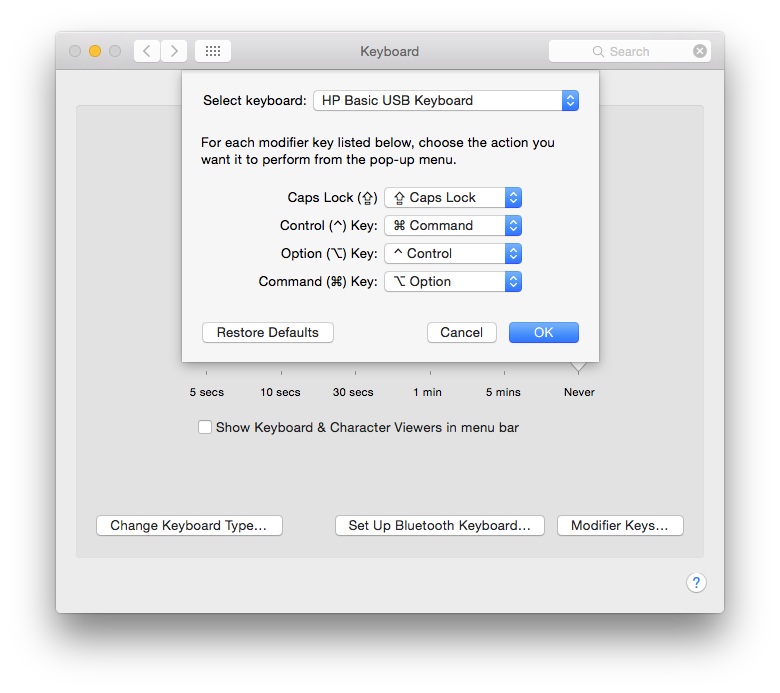 Keyboard
Search
Select keyboard: HP Basic USB Keyboard
For each modifier key listed below, choose the action you
want it to perform from the pop-up menu.
Caps Lock (⇪) ⇪ Caps Lock
Control (^) Key: ⌘ Command
Option (⌥) Key: ^ Control
Command (⌘) Key: ⌥ Option
Restore Defaults Cancel OK
5 secs 10 secs 30 secs 1 min 5 mins Never
Show Keyboard & Character Viewers in menu bar
Change Keyboard Type... Set Up Bluetooth Keyboard... Modifier Keys...
?